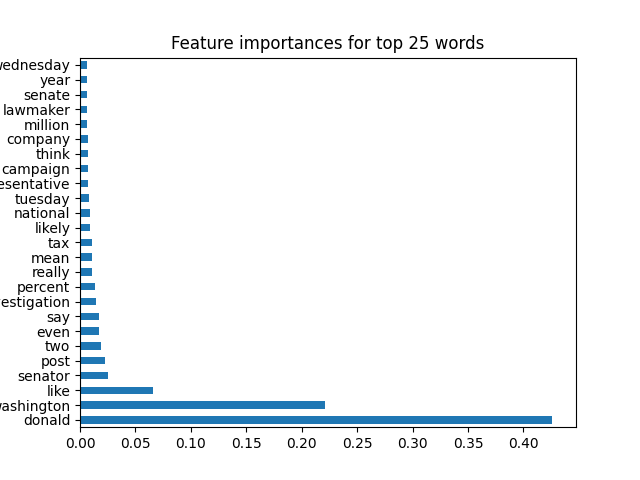 Feature importances for top 25 words
wednesday
year
senate
lawmaker
million
company
think
campaign
esentative
tuesday
national
likely
tax
mean
really
percent
estigation
say
even
two
post
senator
like
washington
donald
0.00 0.05 0.10 0.15 0.20 0.25 0.30 0.35 0.40